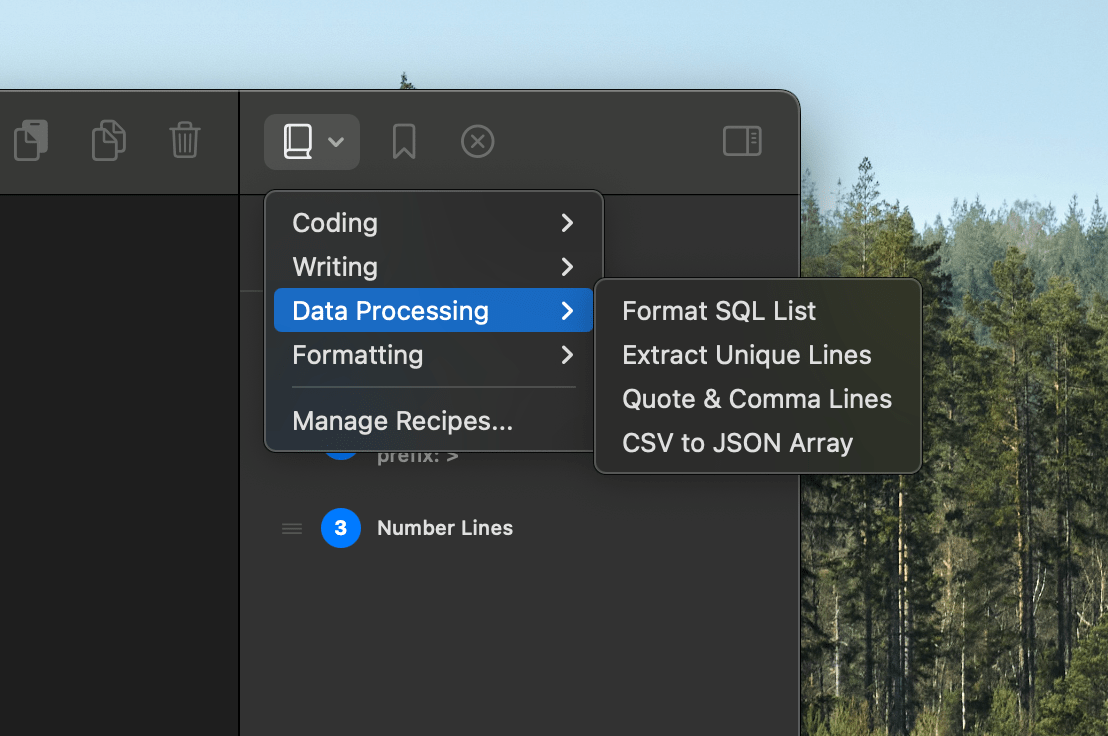 Coding
Writing
Data Processing
Formatting
Manage Recipes...
Format SQL List
Extract Unique Lines
Quote & Comma Lines
CSV to JSON Array
prefix: >
3 Number Lines